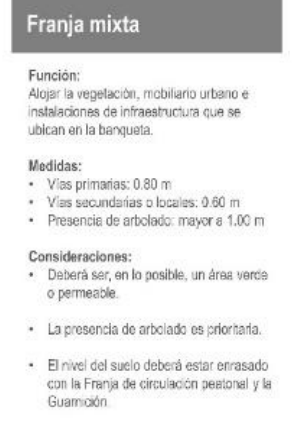 Franja mixta
Función:
Alojar la vegetación, mobiliario urbano e
instalaciones de infraestructura que se
ubican en la banqueta.
Medidas:
• Vías primarias: 0.80 m
• Vías secundarias o locales: 0.60 m
• Presencia de arbolado: mayor a 1.00 m
Consideraciones:
• Deberá ser, en lo posible, un área verde
o permeable.
• La presencia de arbolado es prioritaria.
• El nivel del suelo deberá estar enrasado
con la Franja de circulación peatonal y la
Guarnición.